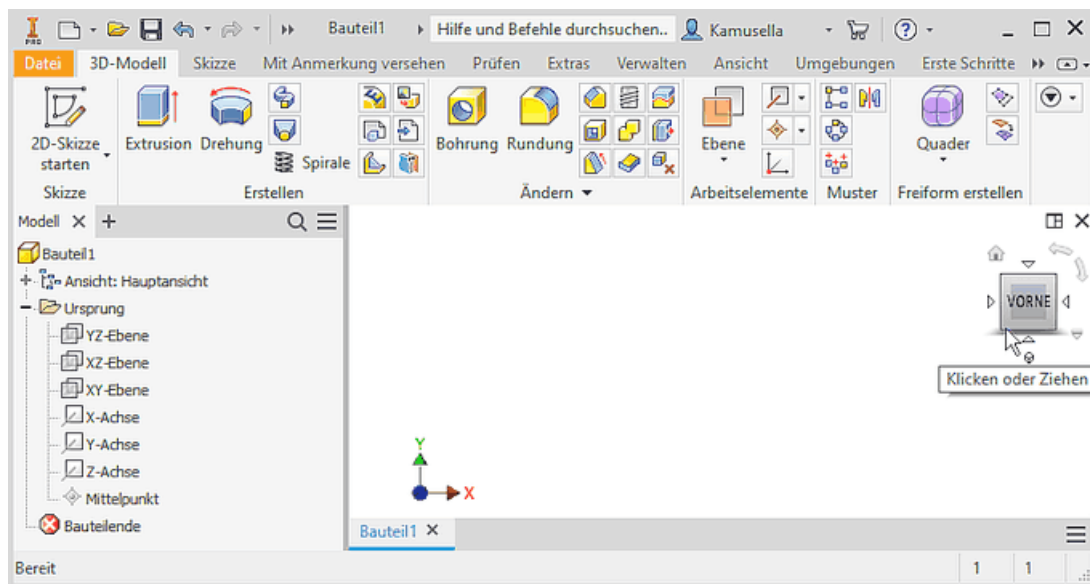 PRO
Bauteil1
Hilfe und Befehle durchsuchen..
Kamusella
Datei 3D-Modell Skizze Mit Anmerkung versehen Prüfen Extras Verwalten Ansicht Umgebungen Erste Schritte
2D-Skizze starten
Extrusion Drehung
Spirale
Bohrung Rundung
Ebene
Quader
Skizze Erstellen Ändern Arbeitselemente Muster Freiform erstellen
Modell
Bauteil1
Ansicht: Hauptansicht
Ursprung
YZ-Ebene
XZ-Ebene
XY-Ebene
X-Achse
Y-Achse
Z-Achse
Mittelpunkt
Bauteilende
VORNE
Klicken oder Ziehen
Y
X
Bauteil1
Bereit 1 1